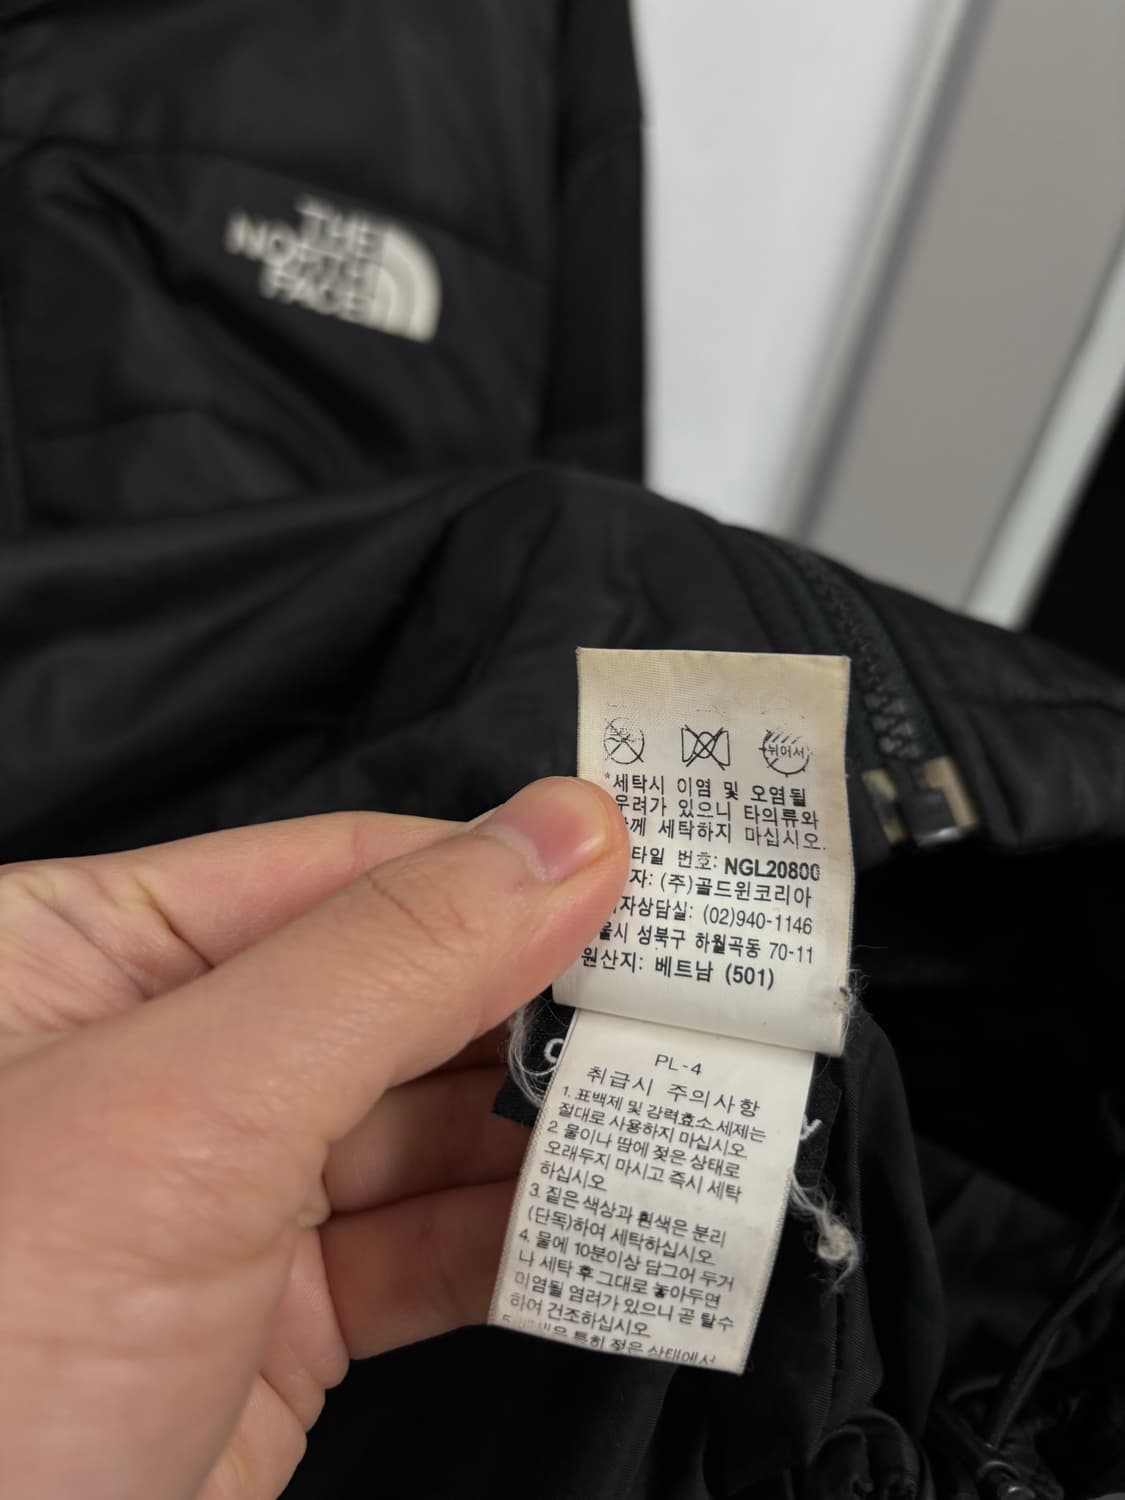 THE
NORTH
FACE
쥐어서
*세탁시 이염 및 오염될
우려가 있으니 타의류와
께 세탁하지 마십시오.
타일 번호: NGL20800
자: (주)골드윈코리아
자상담실: (02)940-1146
울시 성북구 하월곡동 70-11
원산지: 베트남 (501)
PL-4
취급시 주의사항
1. 표백제 및 강력효소세제는
절대로 사용하지 마십시오
2 물이나 땀에 젖은 상태로
오래두지 마시고 즉시 세탁
하십시오
3. 짙은 색상과 흰색은 분리
(단독)하여 세탁하십시오
4. 물에 10분이상 담그어 두거
나 세탁 후 그대로 놓아두면
이염될 염려가 있으니 곧 탈수
하여 건조하십시오
특히 젖은 상태에서